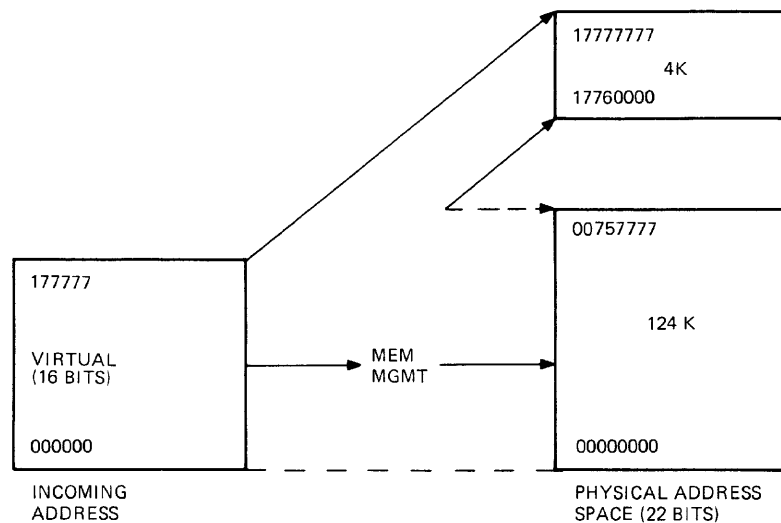 17777777
4K
17760000
00757777
177777
124 K
VIRTUAL
(16 BITS)
MEM
MGMT
000000
00000000
INCOMING
ADDRESS
PHYSICAL ADDRESS
SPACE (22 BITS)